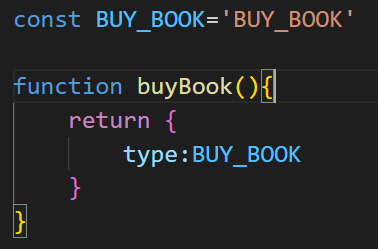 const BUY_BOOK='BUY_BOOK'
function buyBook(){
    return {
        type:BUY_BOOK
    }
}